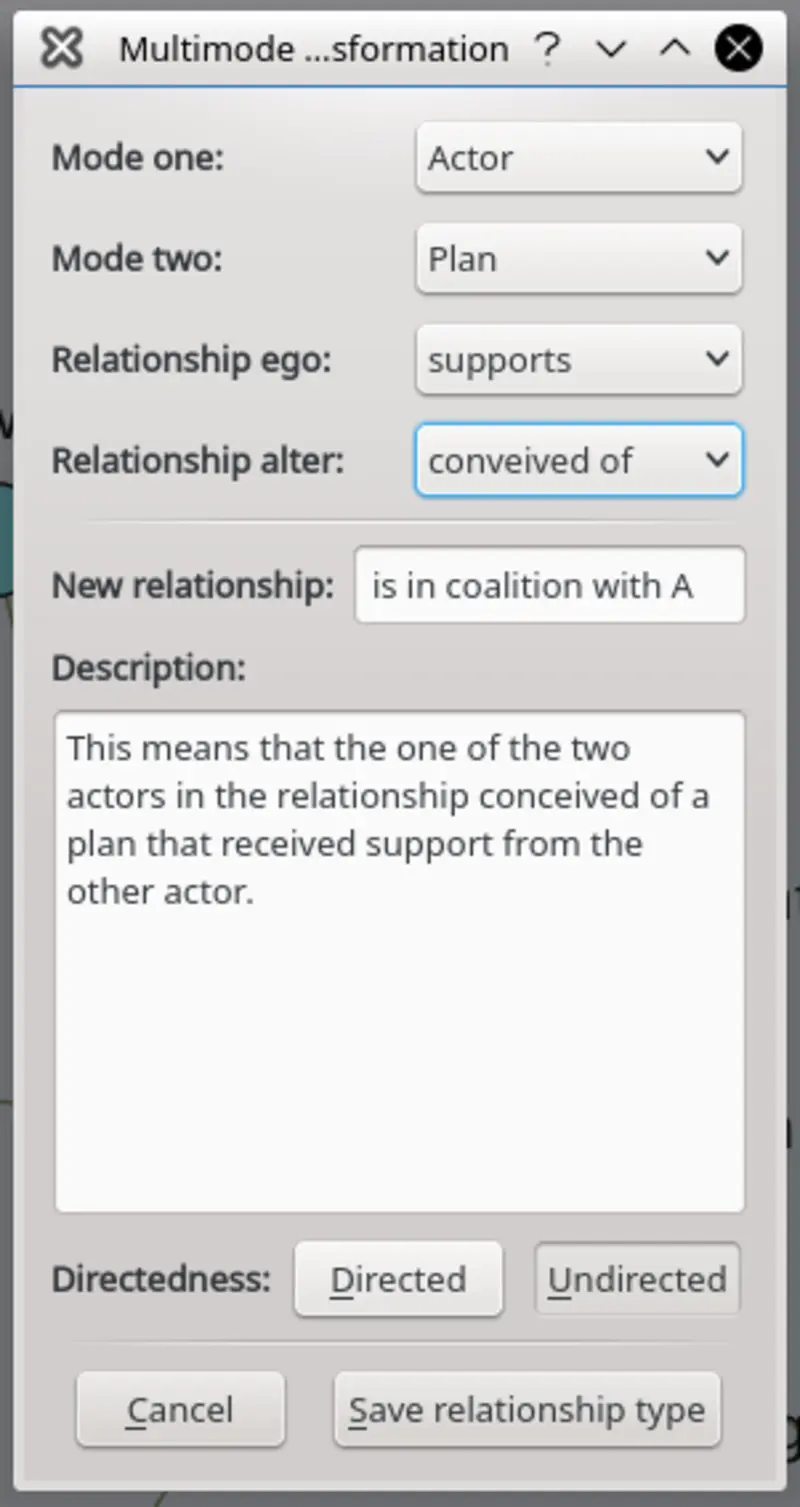 Multimode ...sformation
Mode one: Actor
Mode two: Plan
Relationship ego: supports
Relationship alter: conveived of
New relationship: is in coalition with A
Description:
This means that the one of the two
actors in the relationship conceived of a
plan that received support from the
other actor.
Directedness: Directed Undirected
Cancel Save relationship type